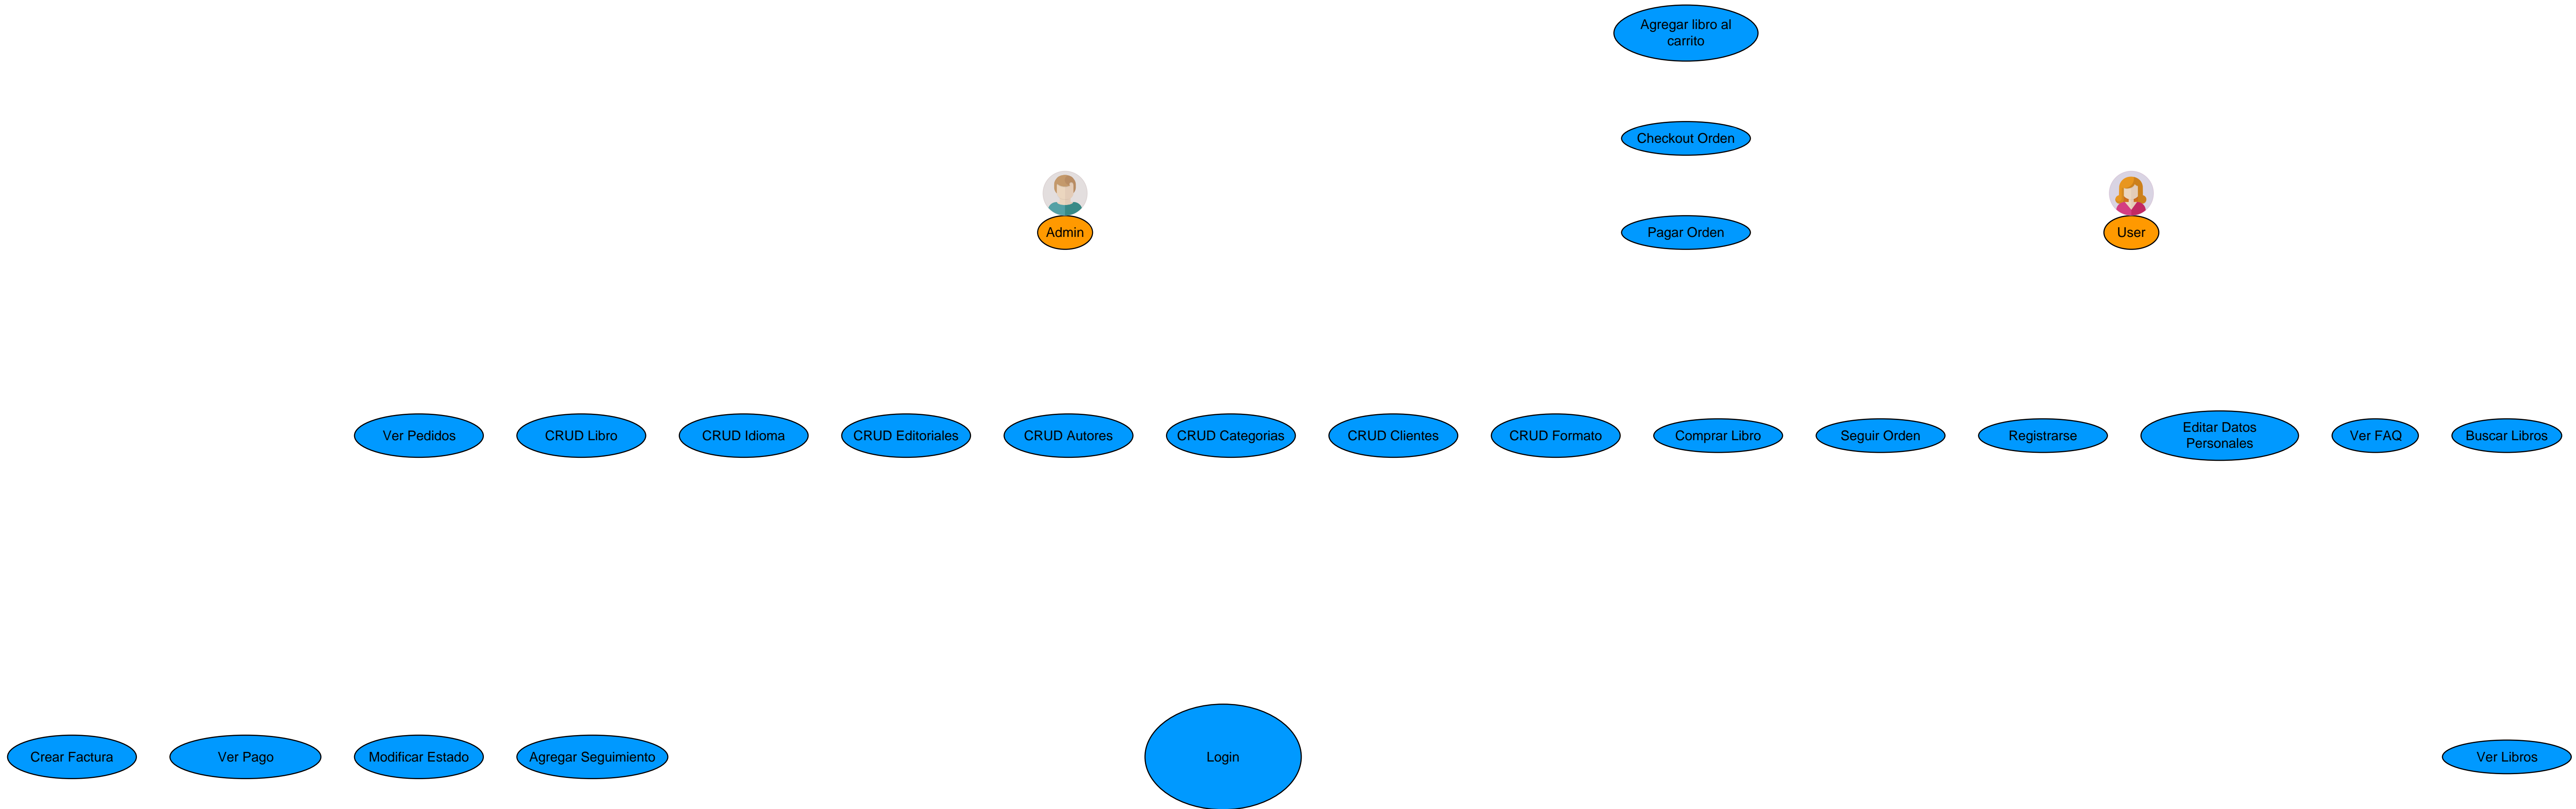 Agregar libro al
carrito
Checkout Orden
Admin
Pagar Orden
User
Ver Pedidos
CRUD Libro
CRUD Idioma
CRUD Editoriales
CRUD Autores
CRUD Categorias
CRUD Clientes
CRUD Formato
Comprar Libro
Seguir Orden
Registrarse
Editar Datos
Personales
Ver FAQ
Buscar Libros
Crear Factura
Ver Pago
Modificar Estado
Agregar Seguimiento
Login
Ver Libros